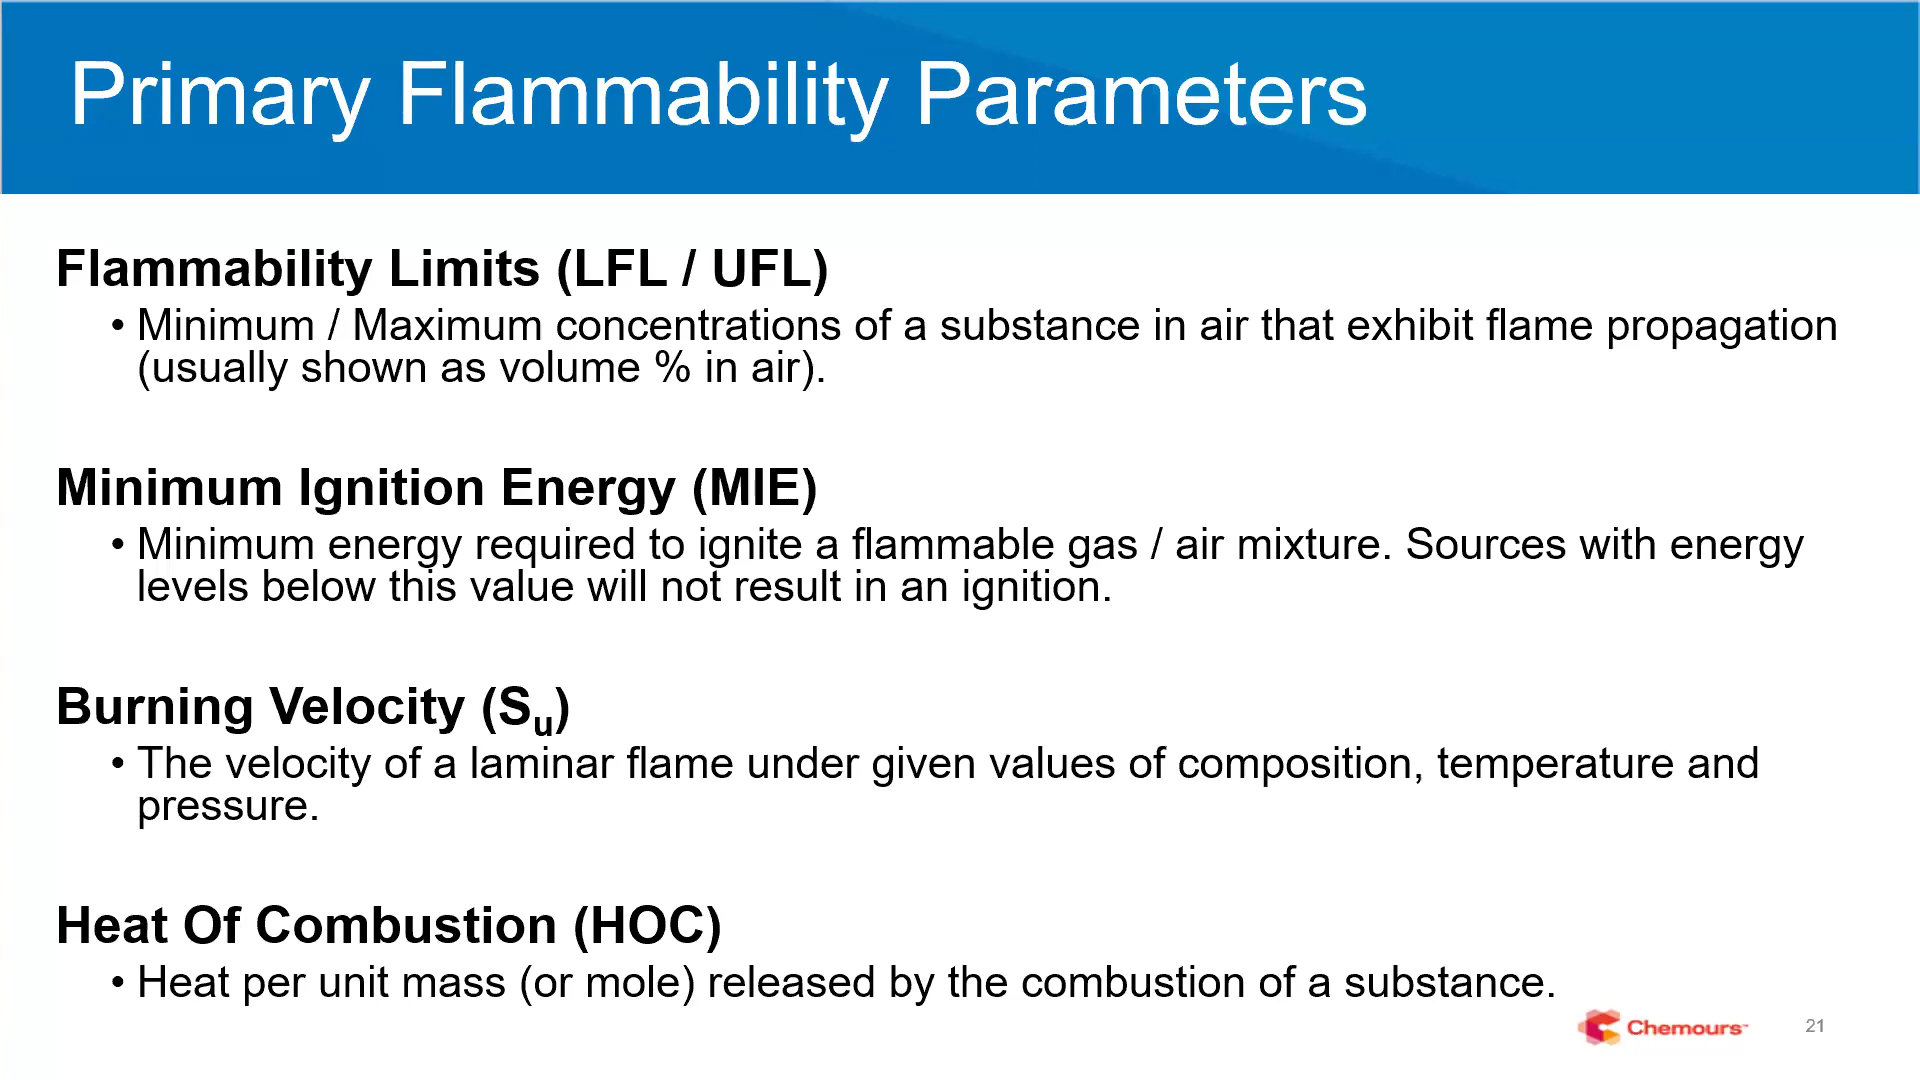 Primary Flammability Parameters
Flammability Limits (LFL / UFL)
• Minimum / Maximum concentrations of a substance in air that exhibit flame propagation
(usually shown as volume % in air).
Minimum Ignition Energy (MIE)
• Minimum energy required to ignite a flammable gas / air mixture. Sources with energy
levels below this value will not result in an ignition.
Burning Velocity (Su)
• The velocity of a laminar flame under given values of composition, temperature and
pressure.
Heat Of Combustion (HOC)
• Heat per unit mass (or mole) released by the combustion of a substance.
Chemours™
21